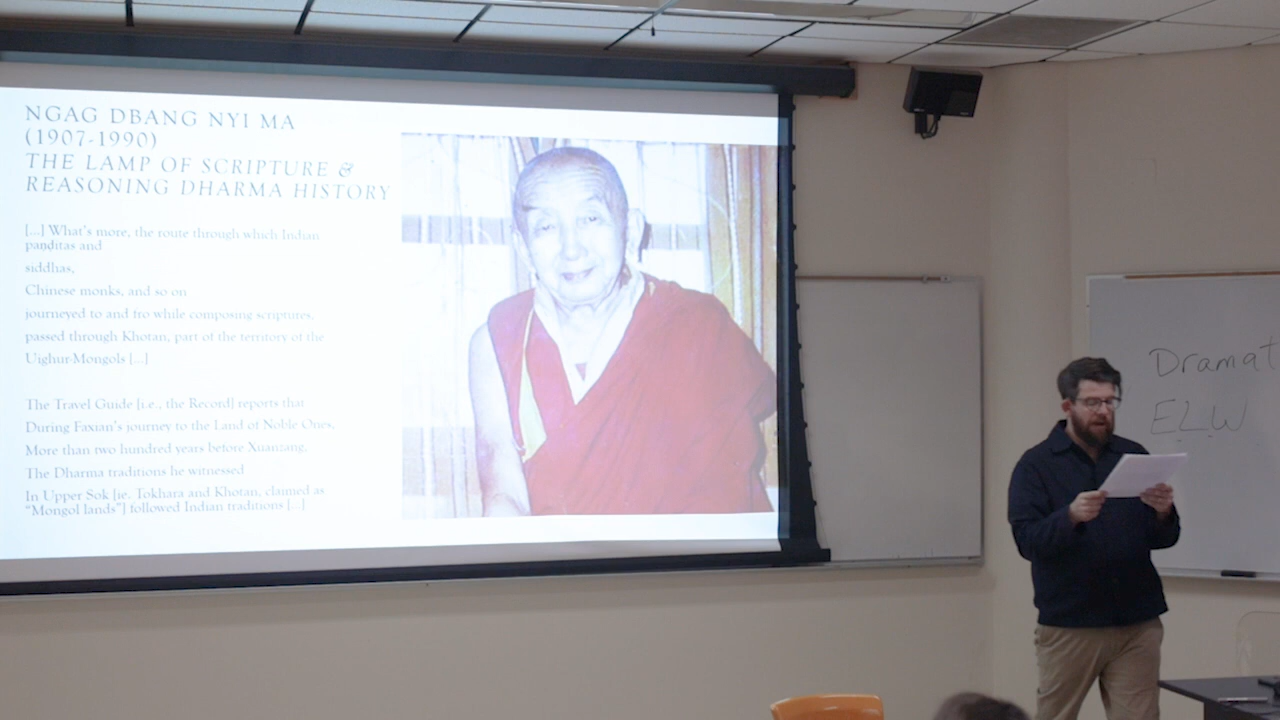 NGAG DBANG NYI MA
(1907-1990)
THE LAMP OF SCRIPTURE &
REASONING DHARMA HISTORY
[...] What's more, the route through which Indian
paṇḍitas and
siddhas,
Chinese monks, and so on
journeyed to and fro while composing scriptures,
passed through Khotan, part of the territory of the
Uighur-Mongols [...]
The Travel Guide [i.e., the Record] reports that
During Faxian's journey to the Land of Noble Ones,
More than two hundred years before Xuanzang,
The Dharma traditions he witnessed
In Upper Sok [ie. Tokhara and Khotan, claimed as
"Mongol lands"] followed Indian traditions [...]
Dramat
ELW